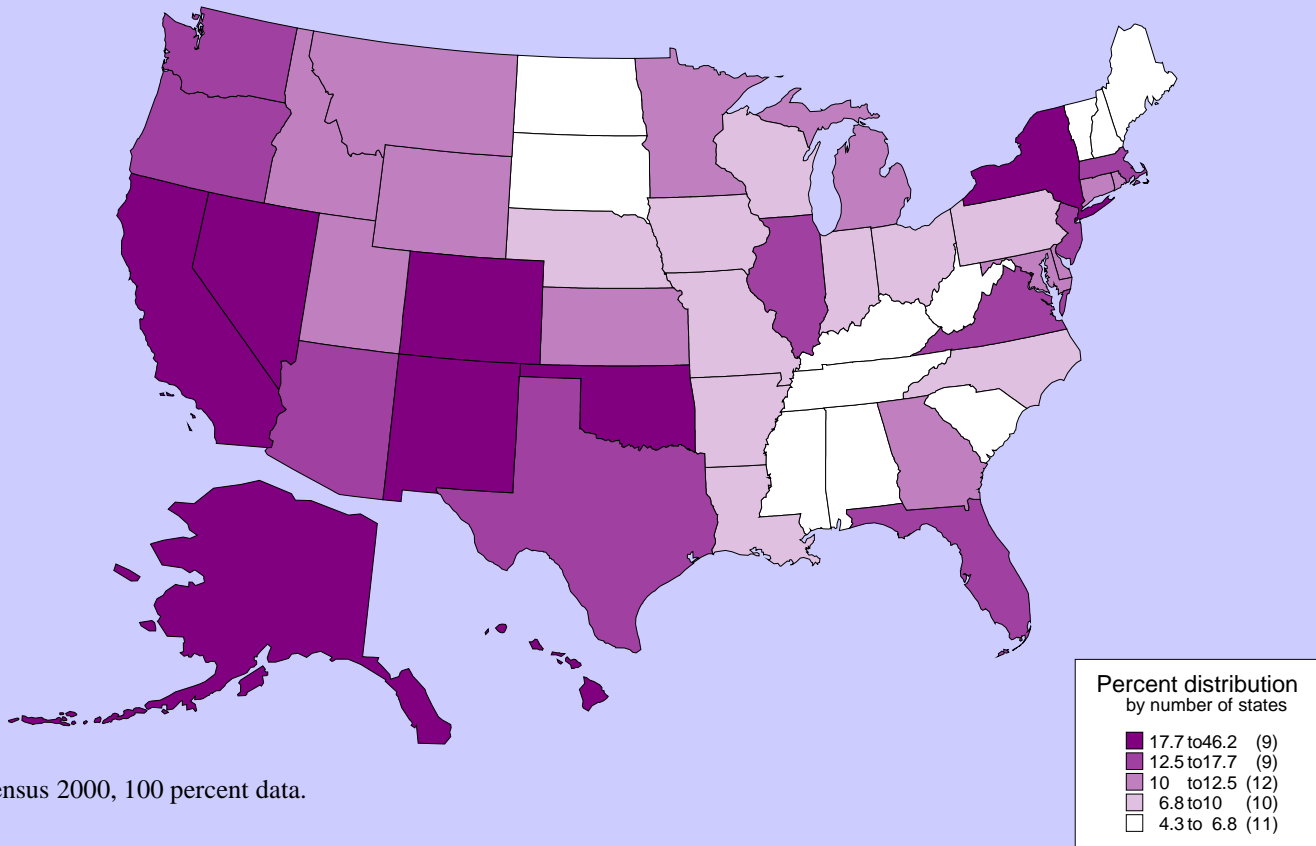 Percent distribution
by number of states
17.7 to46.2 (9)
12.5 to17.7 (9)
10 to12.5 (12)
6.8 to10 (10)
4.3 to 6.8 (11)
ensus 2000, 100 percent data.